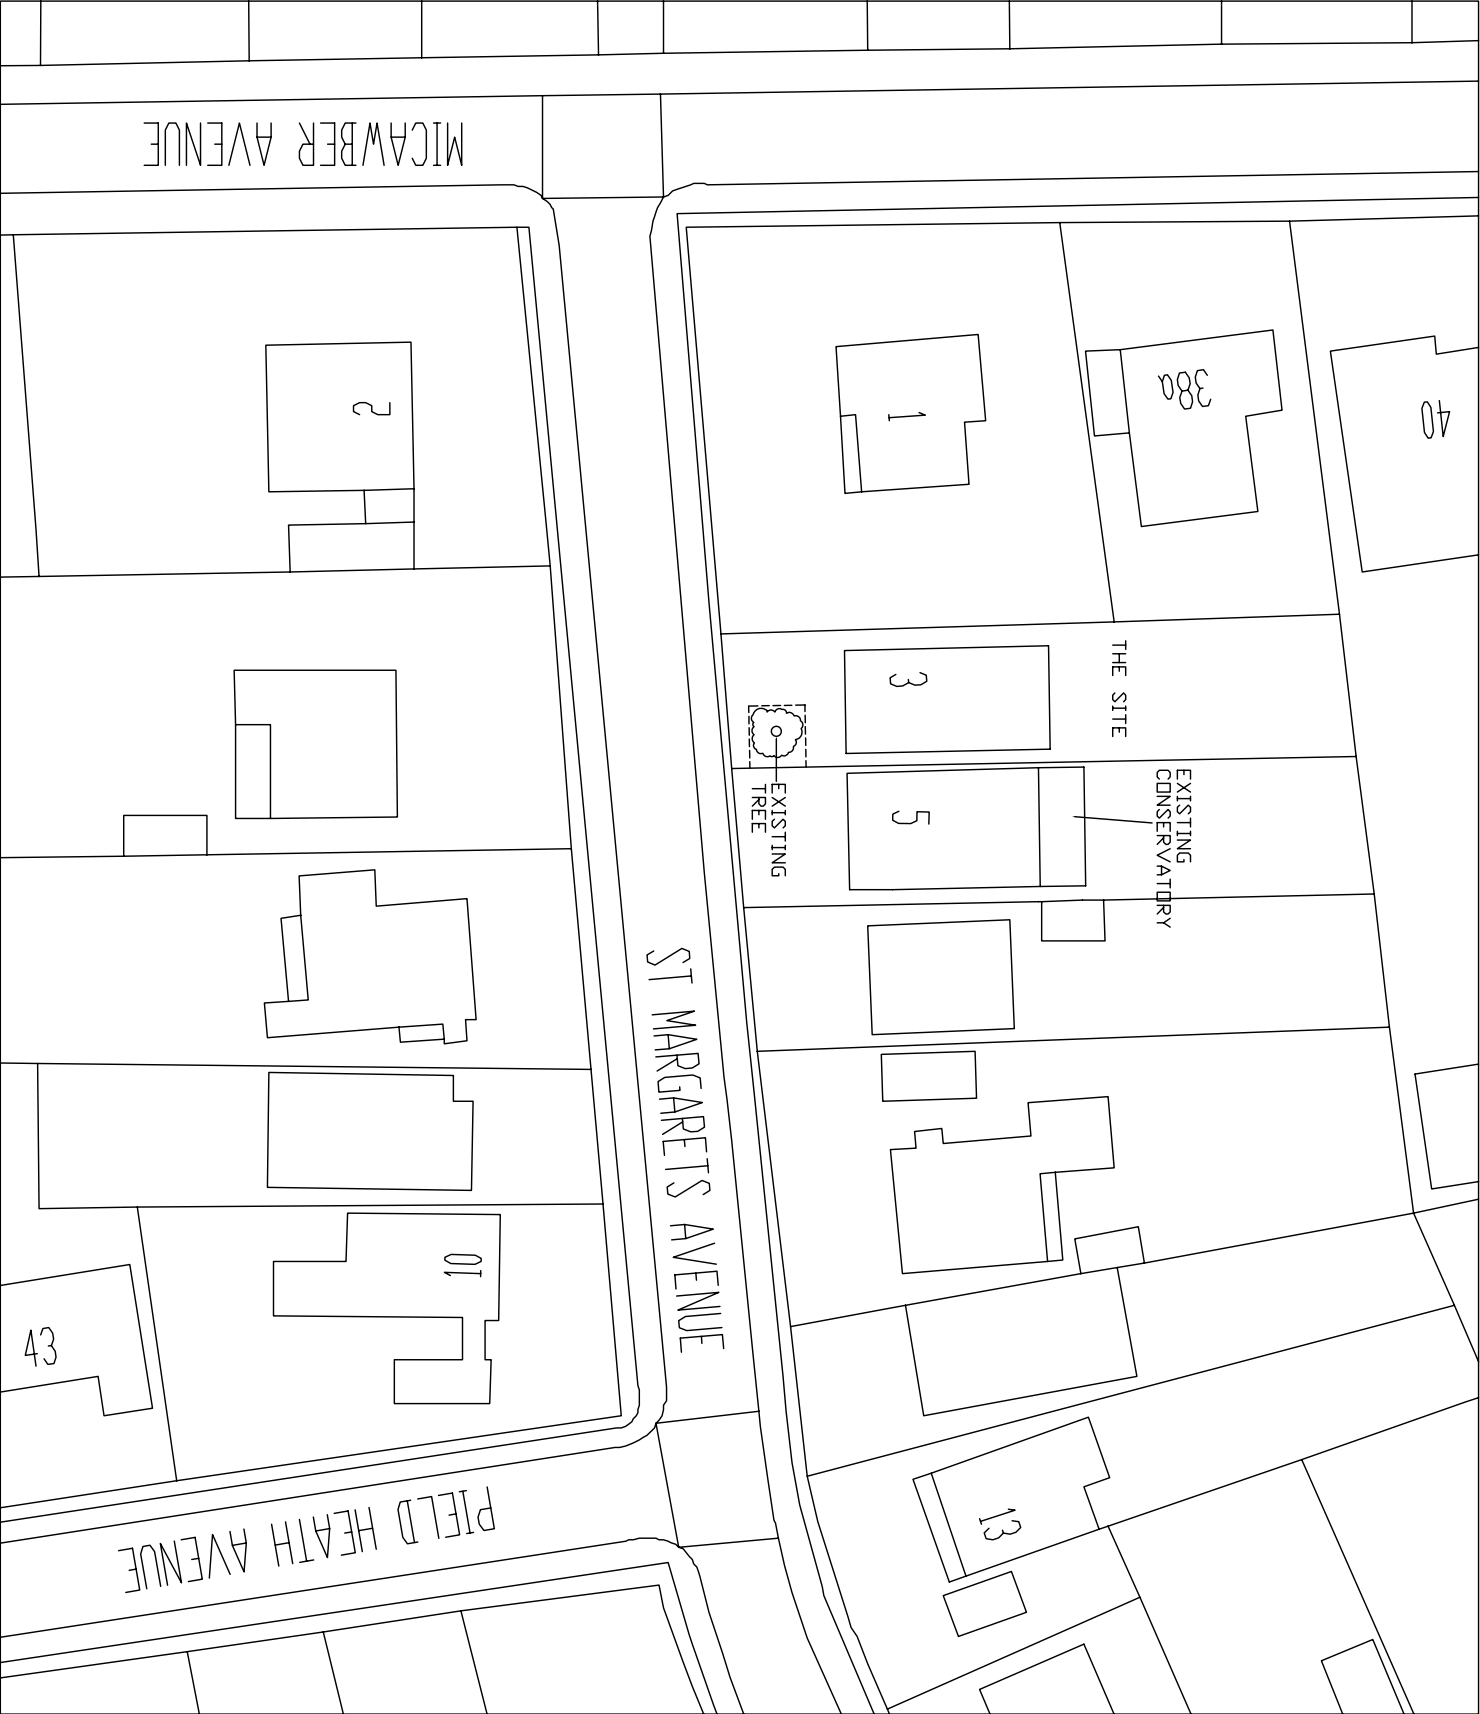 MICAWBER AVENUE
2
1
38a
40
3
THE SITE
EXISTING
TREE
5
EXISTING
CONSERVATORY
ST MARGARETS AVENUE
10
43
13
PIELD HEATH AVENUE